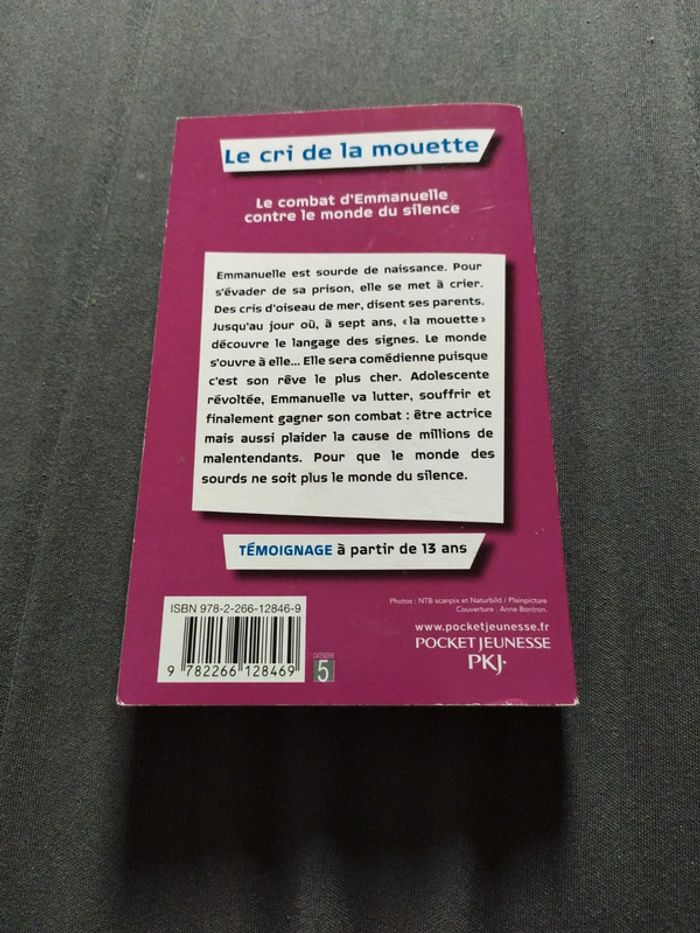 Le cri de la mouette
Le combat d'Emmanuelle
contre le monde du silence
Emmanuelle est sourde de naissance. Pour
s'évader de sa prison, elle se met à crier.
Des cris d'oiseau de mer, disent ses parents.
Jusqu'au jour où, à sept ans, «la mouette»
découvre le langage des signes. Le monde
s'ouvre à elle... Elle sera comédienne puisque
c'est son rêve le plus cher. Adolescente
révoltée, Emmanuelle va lutter, souffrir et
finalement gagner son combat : être actrice
mais aussi plaider la cause de millions de
malentendants. Pour que le monde des
sourds ne soit plus le monde du silence.
TÉMOIGNAGE à partir de 13 ans
ISBN 978-2-266-12846-9
9 782266 128469
CATÉGORIE
5
Photos : NTB scanpix et Naturbild / Plainpicture
Couverture : Anne Bontron.
www.pocketjeunesse.fr
POCKET JEUNESSE
PKJ·